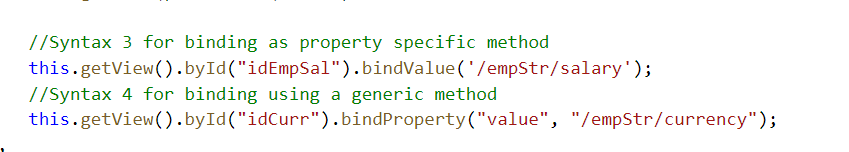 //Syntax 3 for binding as property specific method
this.getView().byId("idEmpSal").bindValue('/empStr/salary');
//Syntax 4 for binding using a generic method
this.getView().byId("idCurr").bindProperty("value", "/empStr/currency");
,